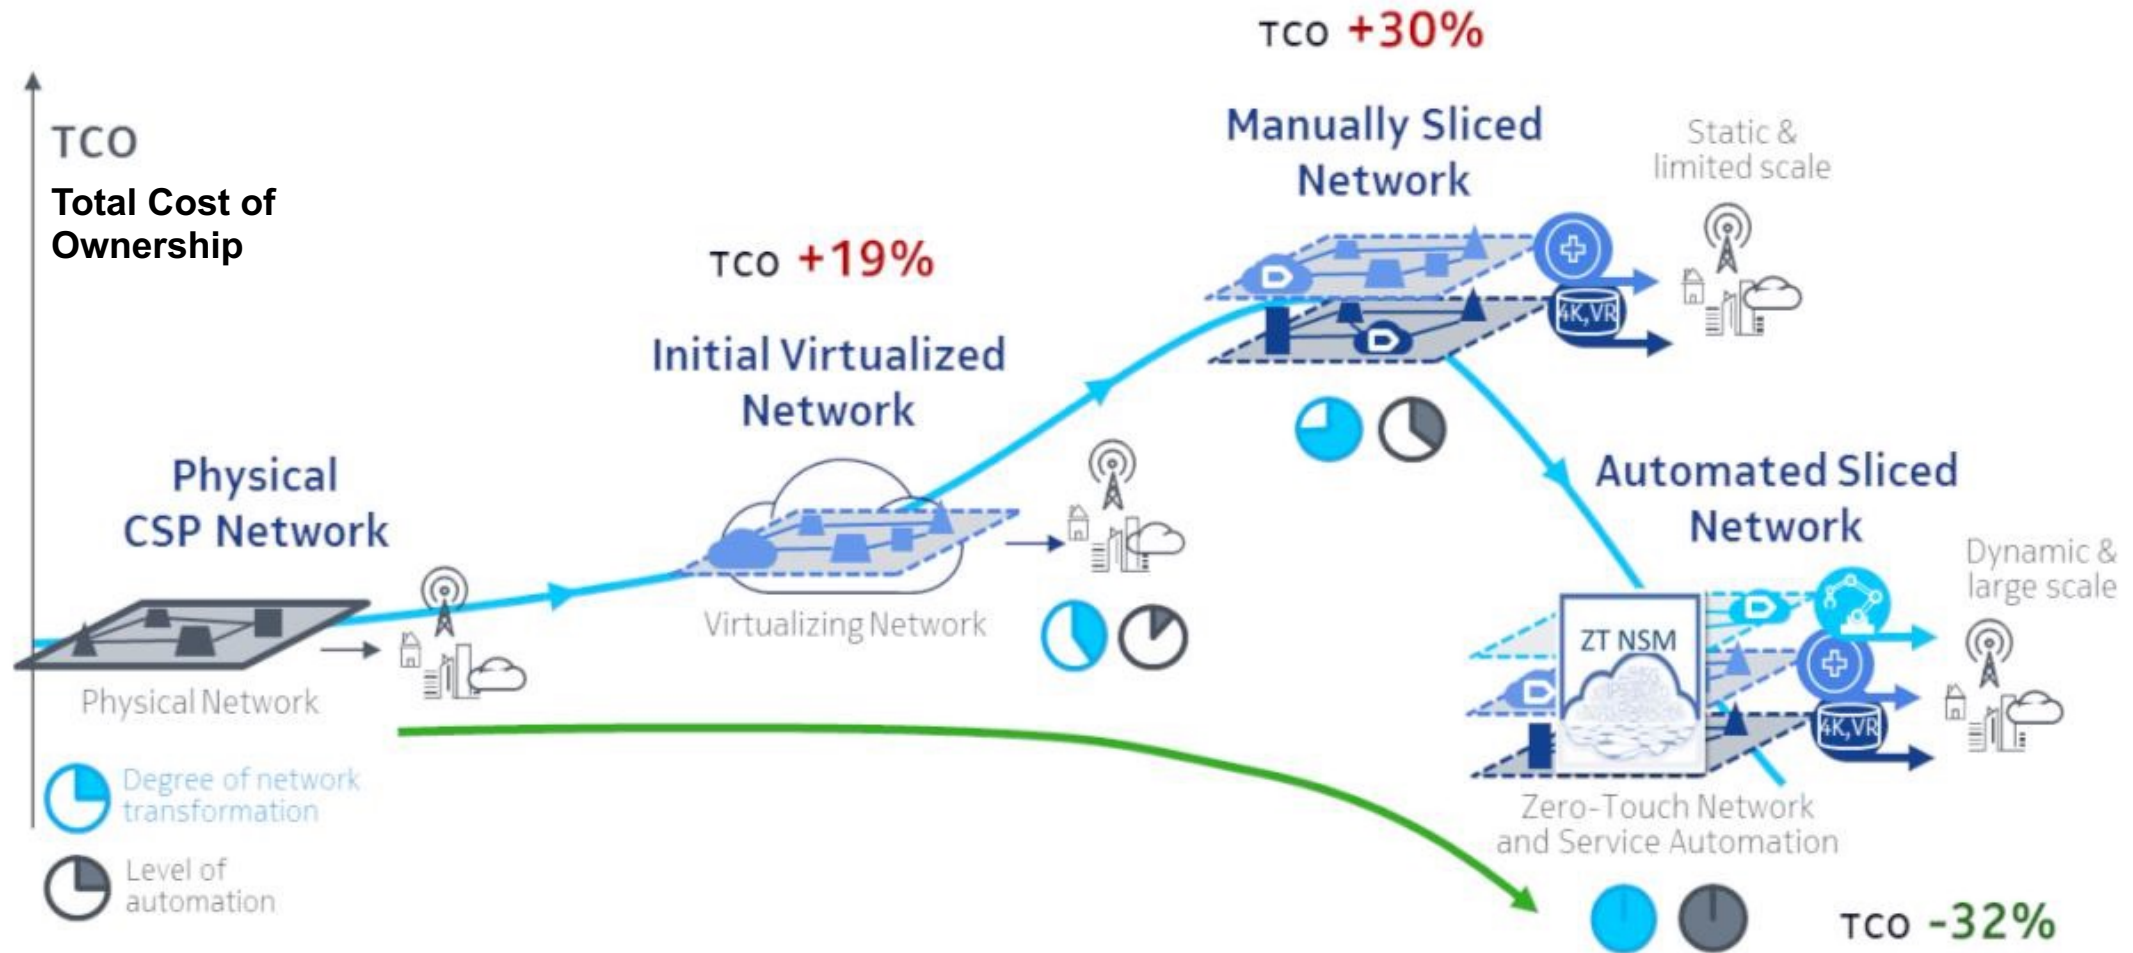 TCO +30%
TCO
Total Cost of
Ownership
Manually Sliced
Network
Static &
limited scale
TCO +19%
4K,VR
Initial Virtualized
Network
Physical
CSP Network
Automated Sliced
Network
Dynamic &
large scale
Virtualizing Network
ZT NSM
Physical Network
4K,VR
Degree of network
transformation
Zero-Touch Network
and Service Automation
Level of
automation
TCO -32%